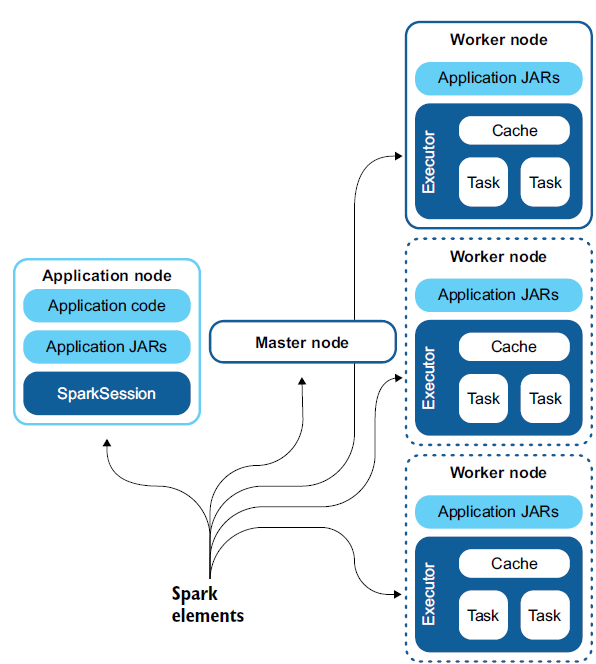 Worker node
Application JARs
Executor
Cache
Task Task
Application node
Application code
Application JARs
SparkSession
Master node
Worker node
Application JARs
Executor
Cache
Task Task
Worker node
Application JARs
Executor
Cache
Task Task
Spark
elements